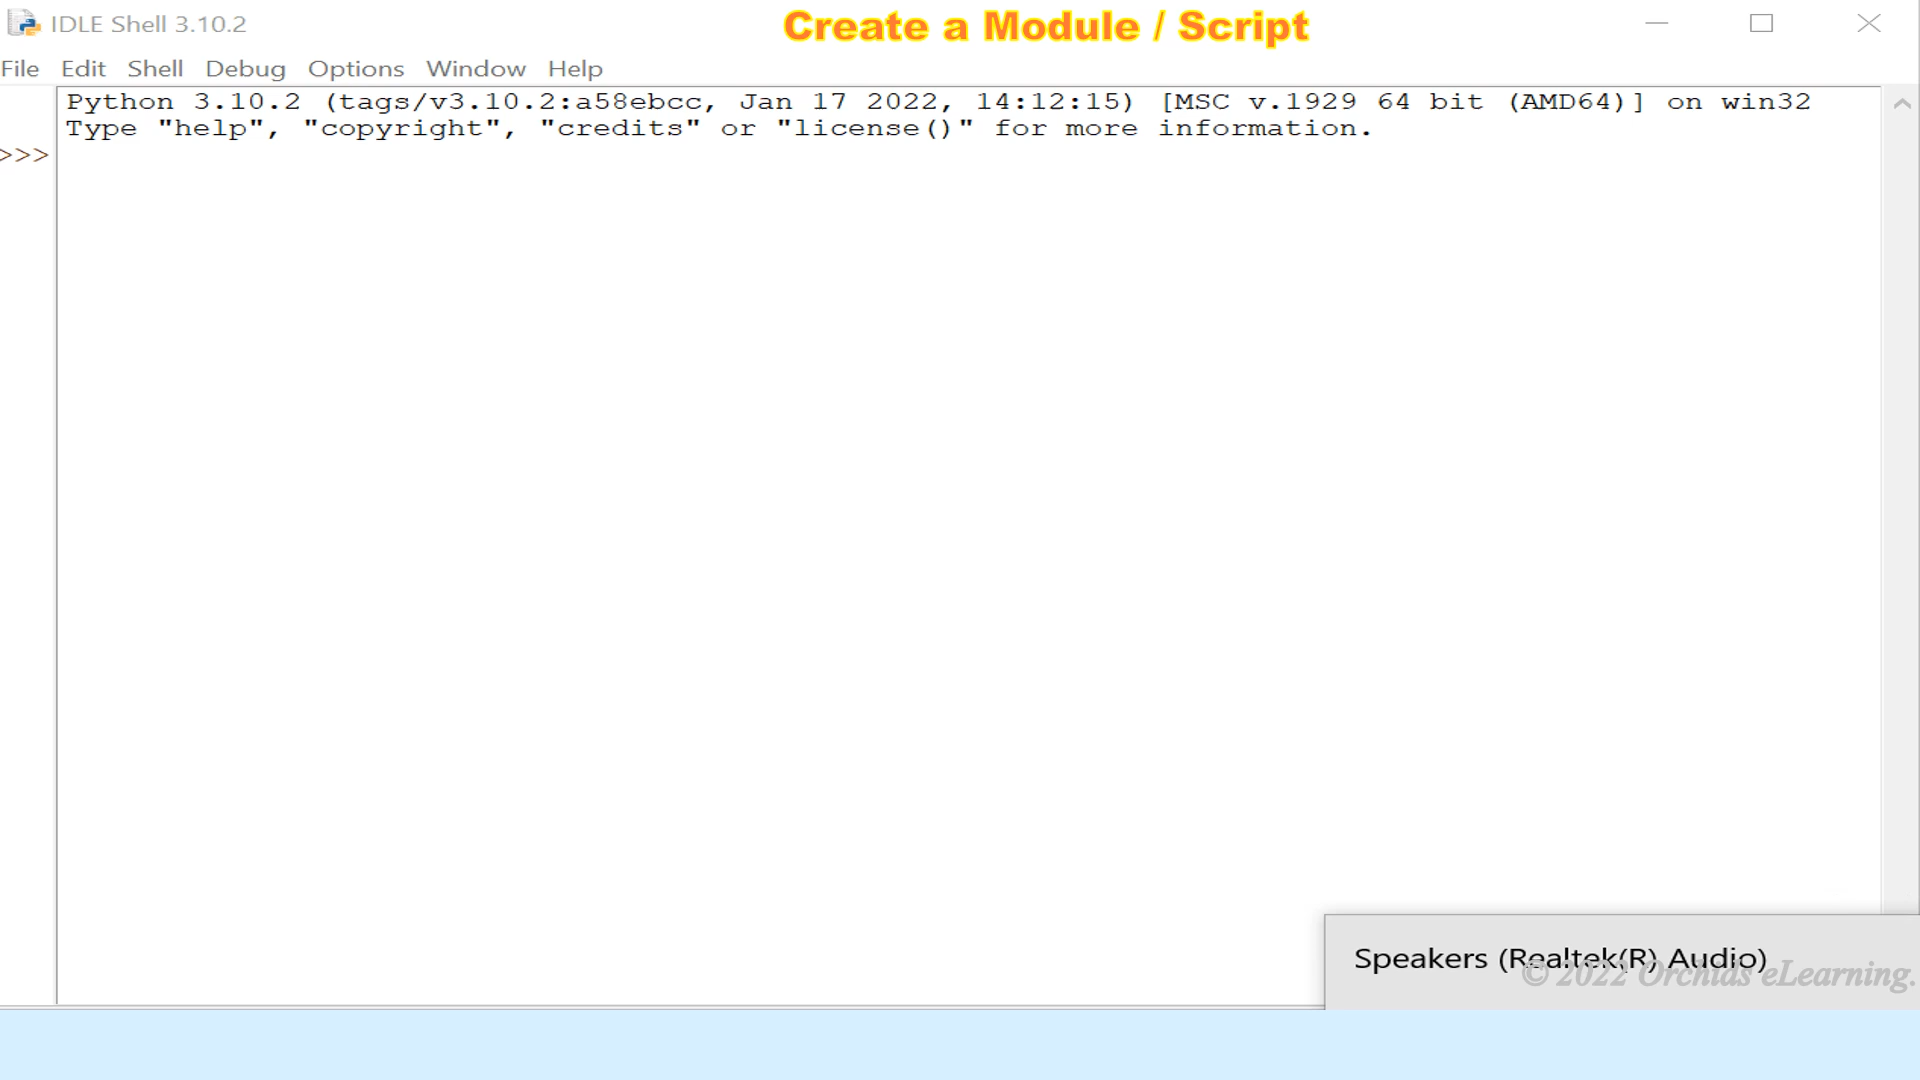 IDLE Shell 3.10.2
Create a Module / Script
File Edit Shell Debug Options Window Help
Python 3.10.2 (tags/v3.10.2:a58ebcc, Jan 17 2022, 14:12:15) [MSC v.1929 64 bit (AMD64)] on win32
Type "help", "copyright", "credits" or "license()" for more information.
>>>
Speakers (Realtek(R) Audio)
© 2022 Orchids eLearning.